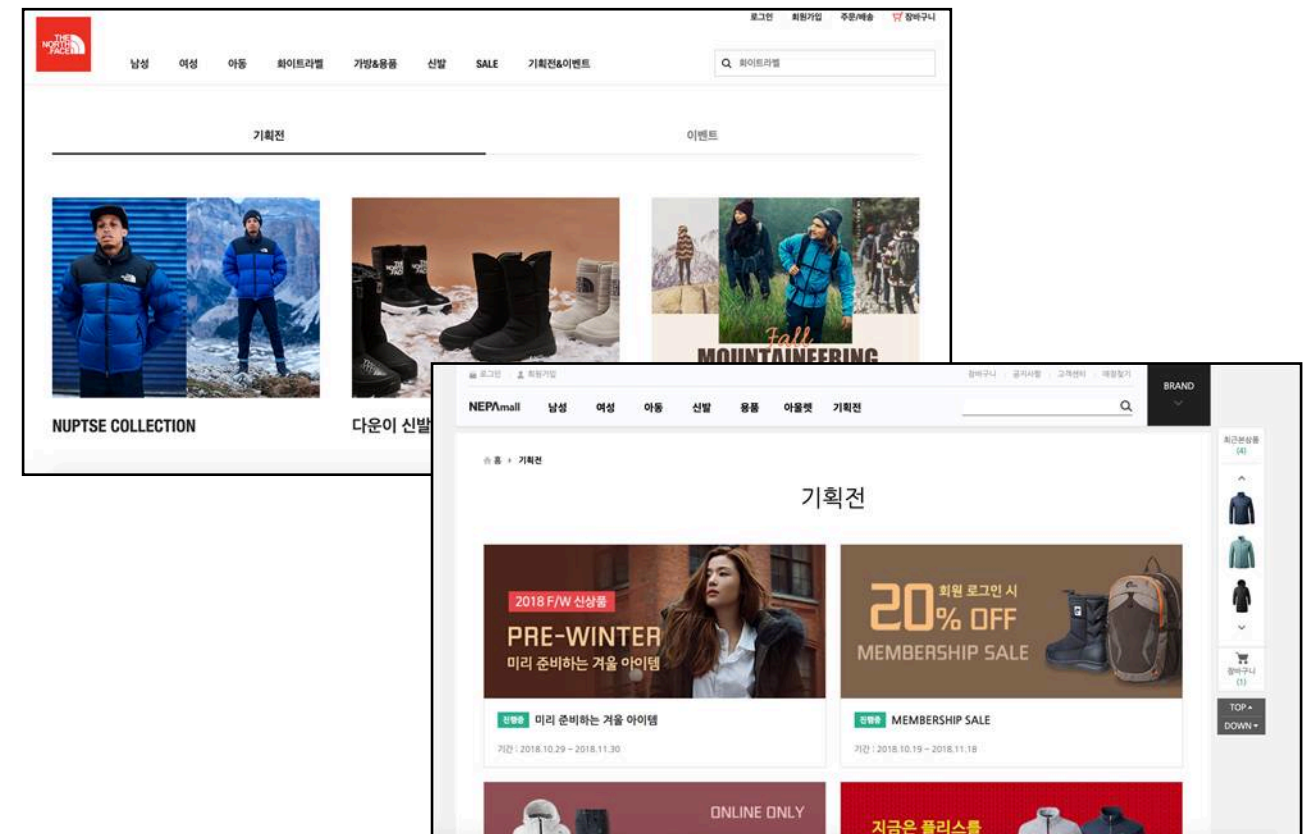 로그인 회원가입 주문/배송 장바구니
THE
NORTH
FACE
남성 여성 아동 화이트라벨 가방&용품 신발 SALE 기획전&이벤트 화이트라벨
기획전 이벤트
Fall
MOUNTAINEERING
NUPTSE COLLECTION 다운이 신발
로그인 회원가입 장바구니 공지사항 고객센터 매장찾기
BRAND
NEPAmall 남성 여성 아동 신발 용품 아울렛 기획전
최근본상품
(4)
홈 기획전
기획전
2018 F/W 신상품
PRE-WINTER
미리 준비하는 겨울 아이템
회원 로그인 시
20% OFF
MEMBERSHIP SALE
장바구니
(1)
TOP
DOWN
진행중 미리 준비하는 겨울 아이템
기간 : 2018.10.29 ~ 2018.11.30
진행중 MEMBERSHIP SALE
기간 : 2018.10.19 ~ 2018.11.18
ONLINE ONLY
지금은 플리스를